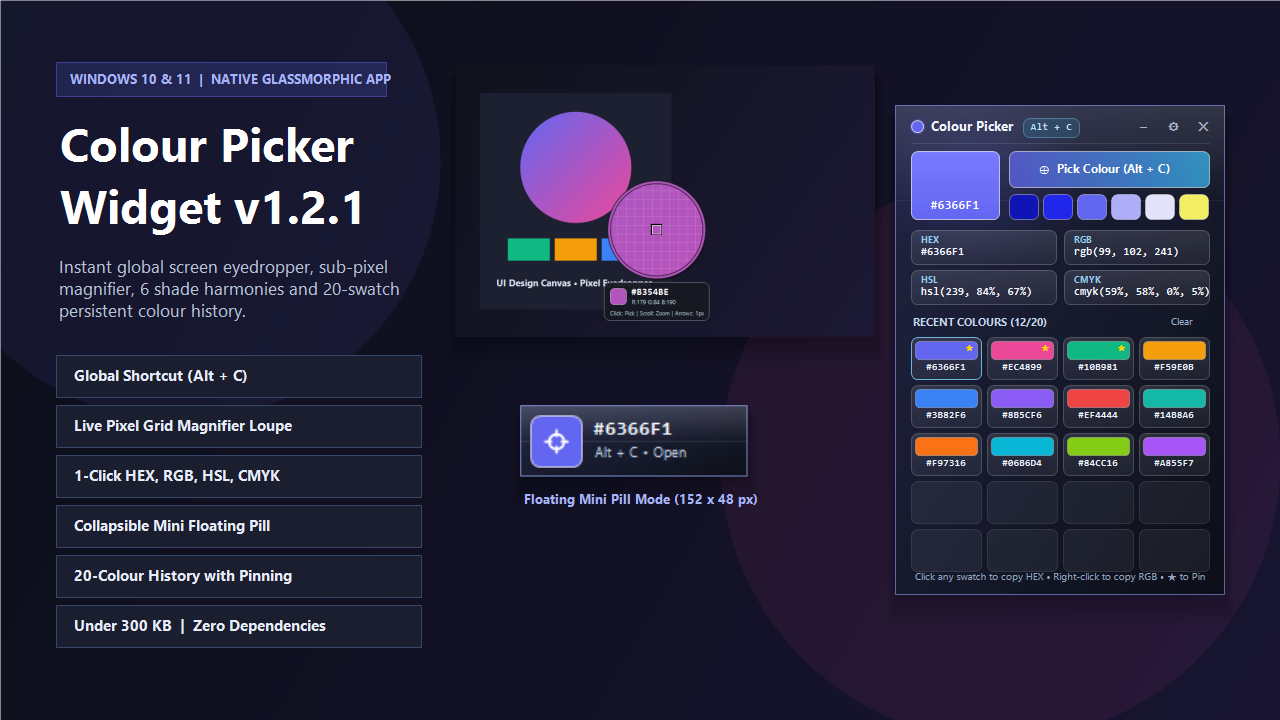 WINDOWS 10 & 11 | NATIVE GLASSMORPHIC APP
Colour Picker
Widget v1.2.1
Instant global screen eyedropper, sub-pixel
magnifier, 6 shade harmonies and 20-swatch
persistent colour history.
Global Shortcut (Alt + C)
Live Pixel Grid Magnifier Loupe
1-Click HEX, RGB, HSL, CMYK
Collapsible Mini Floating Pill
20-Colour History with Pinning
Under 300 KB | Zero Dependencies
UI Design Canvas • Pixel Eyedropper
#B354BE
R:179 G:84 B:190
Click: Pick | Scroll: Zoom | Arrows: 1px
#6366F1
Alt + C • Open
Floating Mini Pill Mode (152 x 48 px)
Colour Picker Alt + C
#6366F1
Pick Colour (Alt + C)
HEX
#6366F1
RGB
rgb(99, 102, 241)
HSL
hsl(239, 84%, 67%)
CMYK
cmyk(59%, 58%, 0%, 5%)
RECENT COLOURS (12/20) Clear
#6366F1 #EC4899 #10B981 #F59E0B
#3B82F6 #8B5CF6 #EF4444 #14B8A6
#F97316 #06B6D4 #84CC16 #A855F7
Click any swatch to copy HEX • Right-click to copy RGB • ★ to Pin